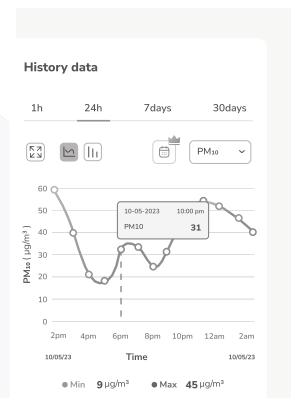 History data
1h 24h 7days 30days
PM₁₀
60
50
40
30
20
10
0
PM₁₀ ( µg/m³ )
10-05-2023 10:00 pm
PM10 31
2pm 4pm 6pm 8pm 10pm 12am 2am
10/05/23 Time 10/05/23
Min 9 µg/m³ Max 45 µg/m³